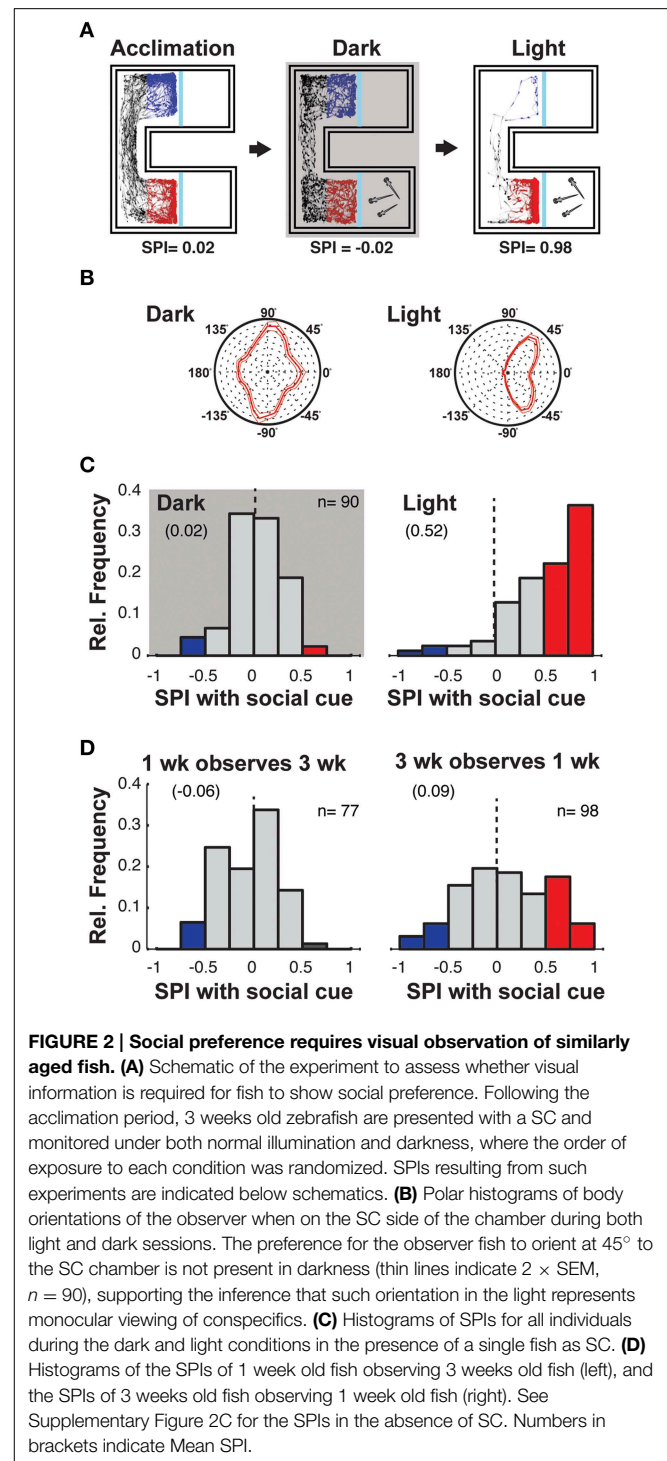 A
Acclimation Dark Light
SPI= 0.02 SPI = -0.02 SPI= 0.98
B
Dark Light
90° 90°
135° 45° 135° 45°
180° 0° 180° 0°
-135° -45° -135° -45°
-90° -90°
C
0.4
Dark n= 90 Light
(0.02) (0.52)
0.3
0.2
0.1
0
Rel. Frequency
-1 -0.5 0 0.5 1 -1 -0.5 0 0.5 1
SPI with social cue SPI with social cue
D
1 wk observes 3 wk 3 wk observes 1 wk
0.4
(-0.06) (0.09)
n= 77 n= 98
0.3
0.2
0.1
0
Rel. Frequency
-1 -0.5 0 0.5 1 -1 -0.5 0 0.5 1
SPI with social cue SPI with social cue
FIGURE 2 | Social preference requires visual observation of similarly
aged fish. (A) Schematic of the experiment to assess whether visual
information is required for fish to show social preference. Following the
acclimation period, 3 weeks old zebrafish are presented with a SC and
monitored under both normal illumination and darkness, where the order of
exposure to each condition was randomized. SPIs resulting from such
experiments are indicated below schematics. (B) Polar histograms of body
orientations of the observer when on the SC side of the chamber during both
light and dark sessions. The preference for the observer fish to orient at 45° to
the SC chamber is not present in darkness (thin lines indicate 2 × SEM,
n = 90), supporting the inference that such orientation in the light represents
monocular viewing of conspecifics. (C) Histograms of SPIs for all individuals
during the dark and light conditions in the presence of a single fish as SC. (D)
Histograms of the SPIs of 1 week old fish observing 3 weeks old fish (left), and
the SPIs of 3 weeks old fish observing 1 week old fish (right). See
Supplementary Figure 2C for the SPIs in the absence of SC. Numbers in
brackets indicate Mean SPI.